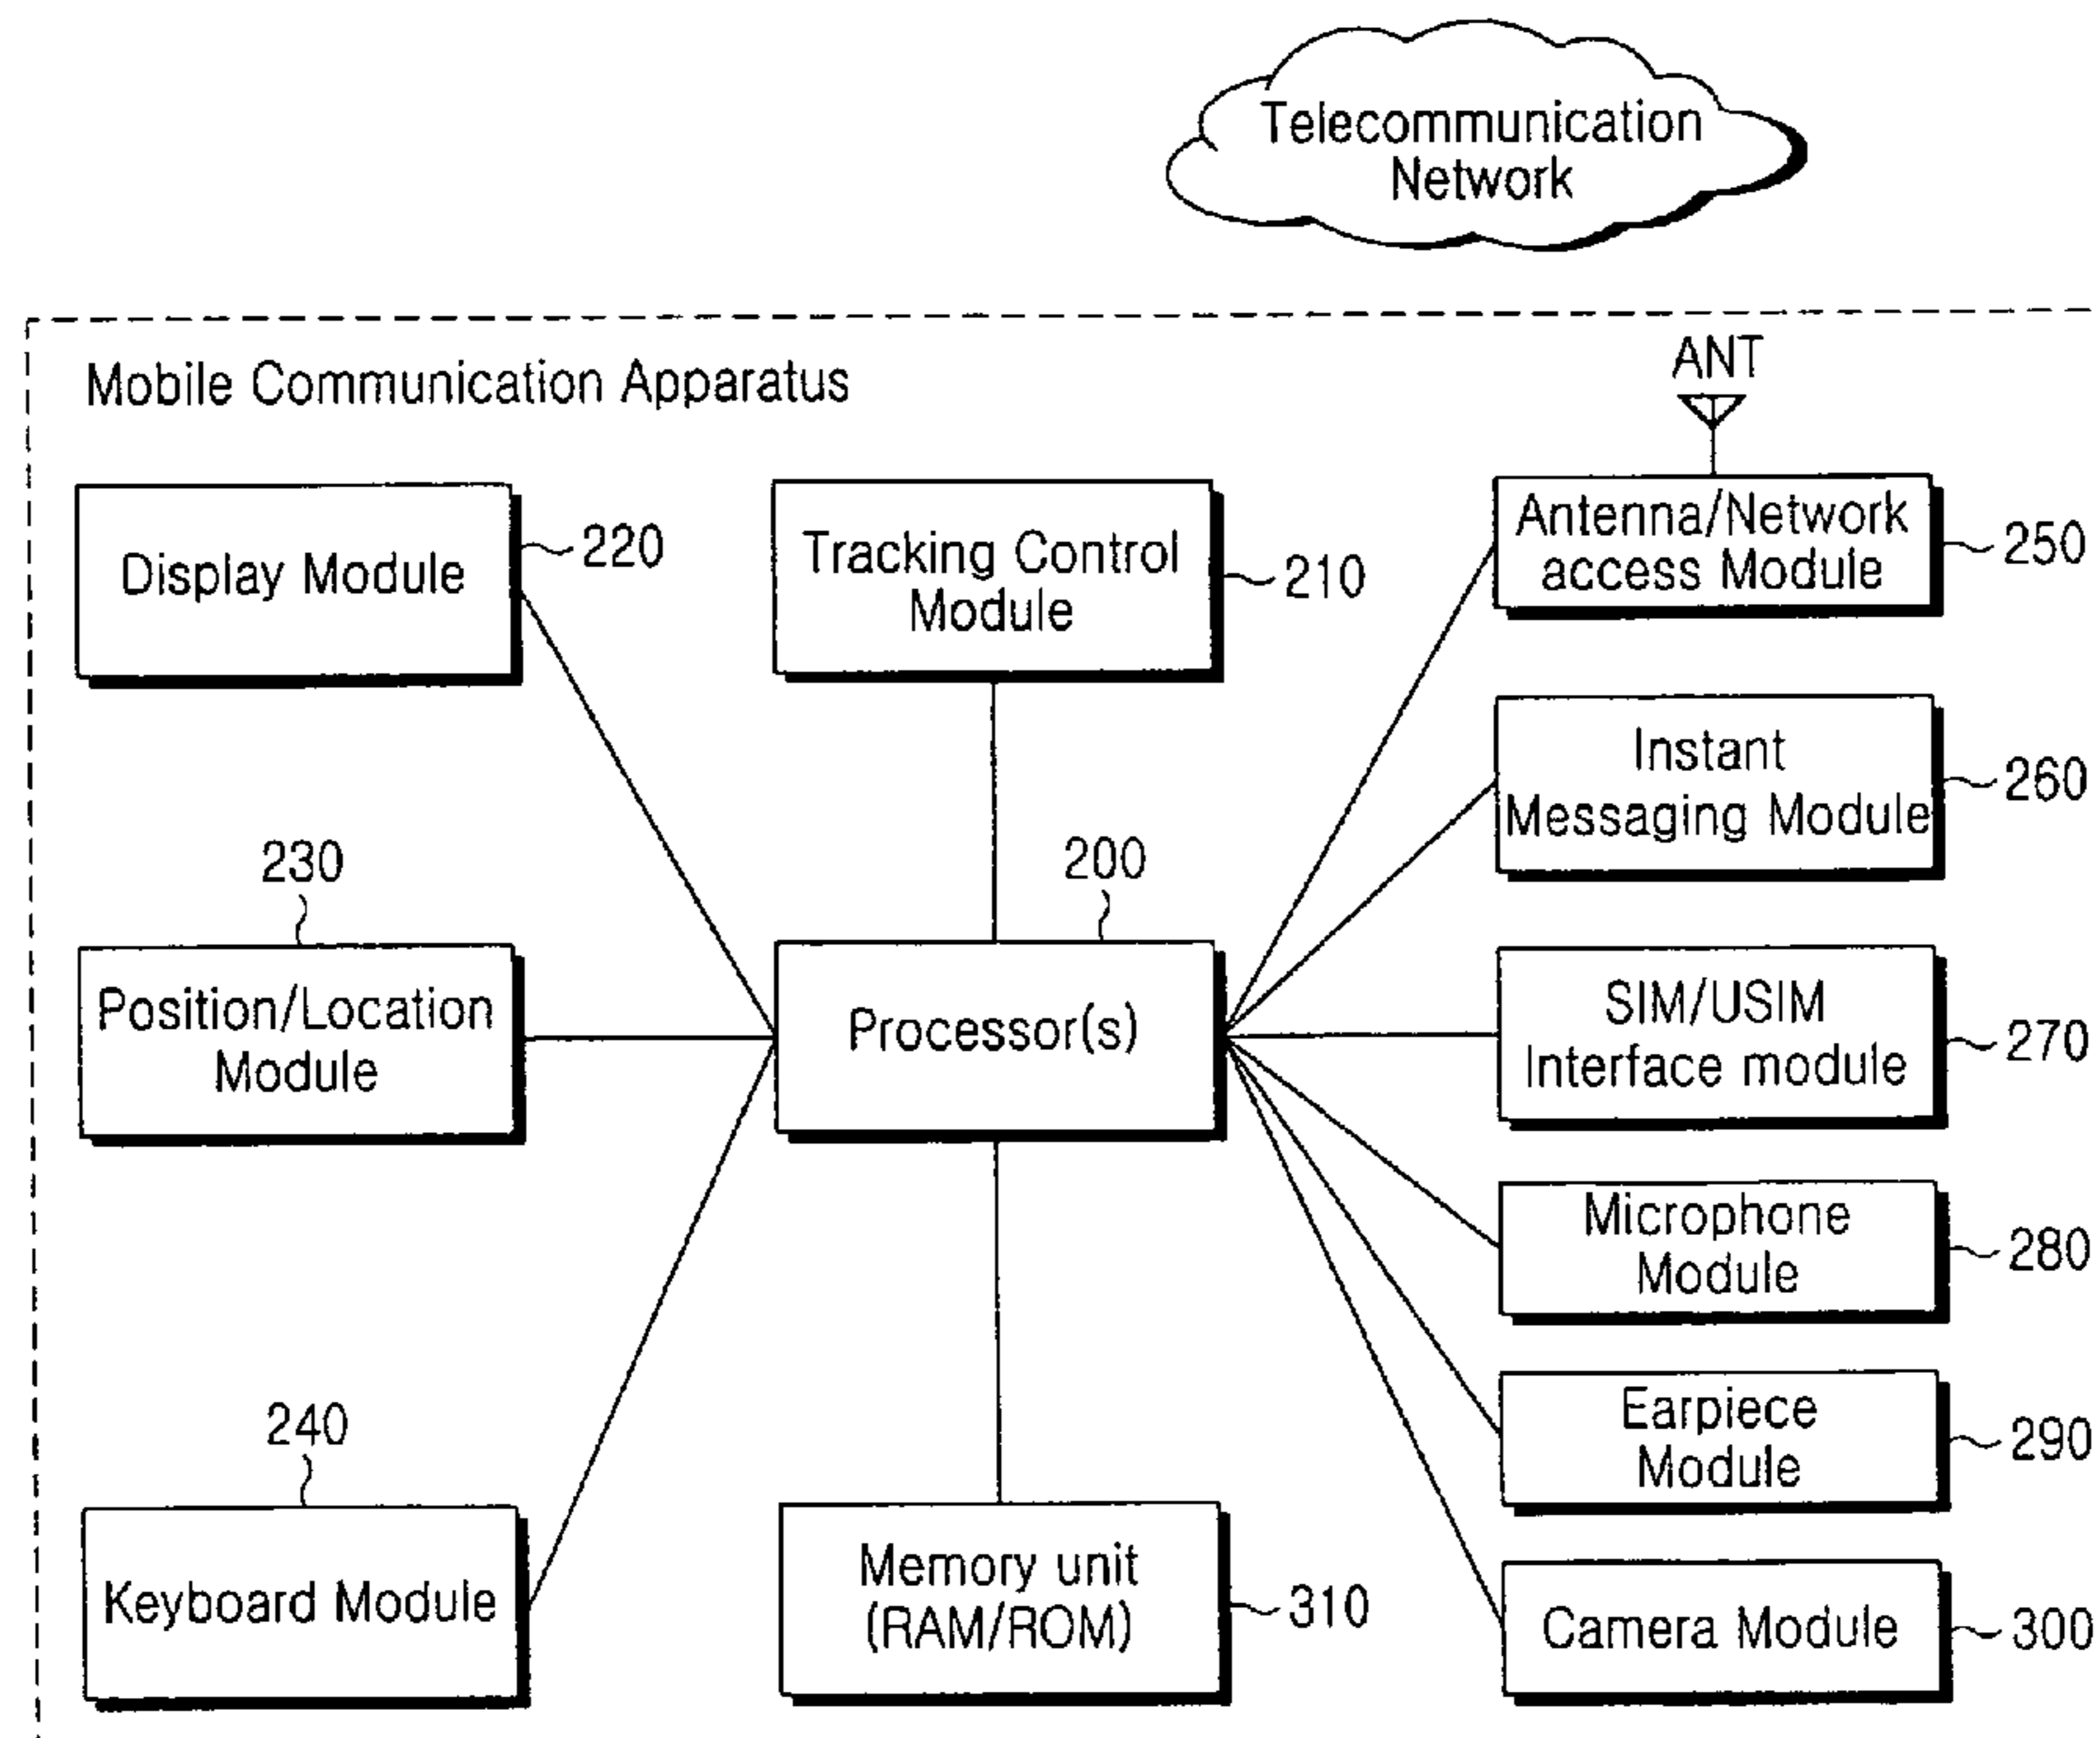 Telecommunication
Network
Mobile Communication Apparatus
ANT
Display Module
220
Tracking Control
Module
210
Antenna/Network
access Module
250
Instant
Messaging Module
260
230
Position/Location
Module
200
Processor(s)
SIM/USIM
Interface module
270
Microphone
Module
280
Earpiece
Module
290
240
Keyboard Module
Memory unit
(RAM/ROM)
310
Camera Module
300